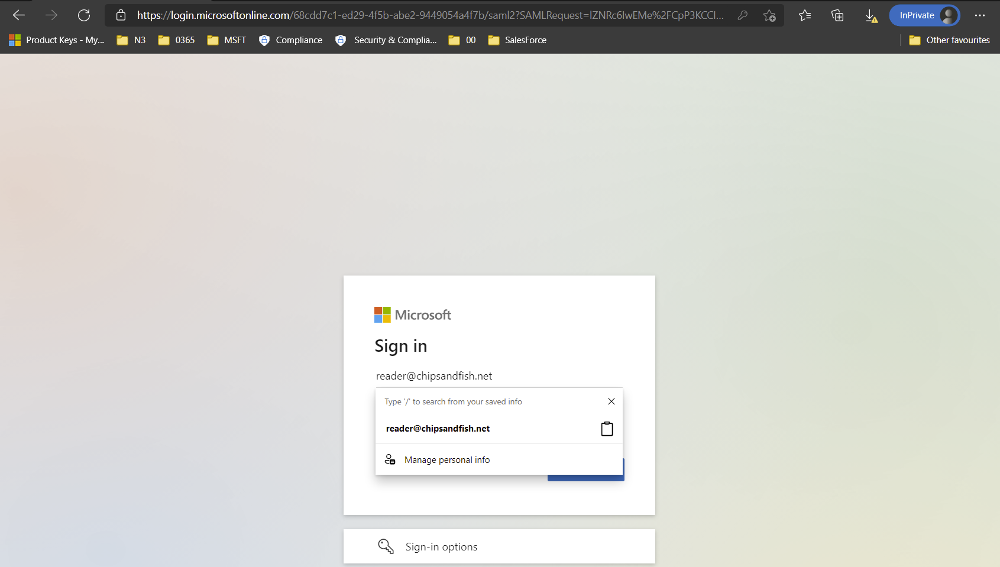 https://login.microsoftonline.com/68cdd7c1-ed29-4f5b-abe2-9449054a4f7b/saml2?SAMLRequest=lZNRc6IwEMe%2FCpP3KCCI...
InPrivate
Product Keys - My...
N3
0365
MSFT
Compliance
Security & Complia...
00
SalesForce
Other favourites
Microsoft
Sign in
reader@chipsandfish.net
Type '/' to search from your saved info
reader@chipsandfish.net
Manage personal info
Sign-in options